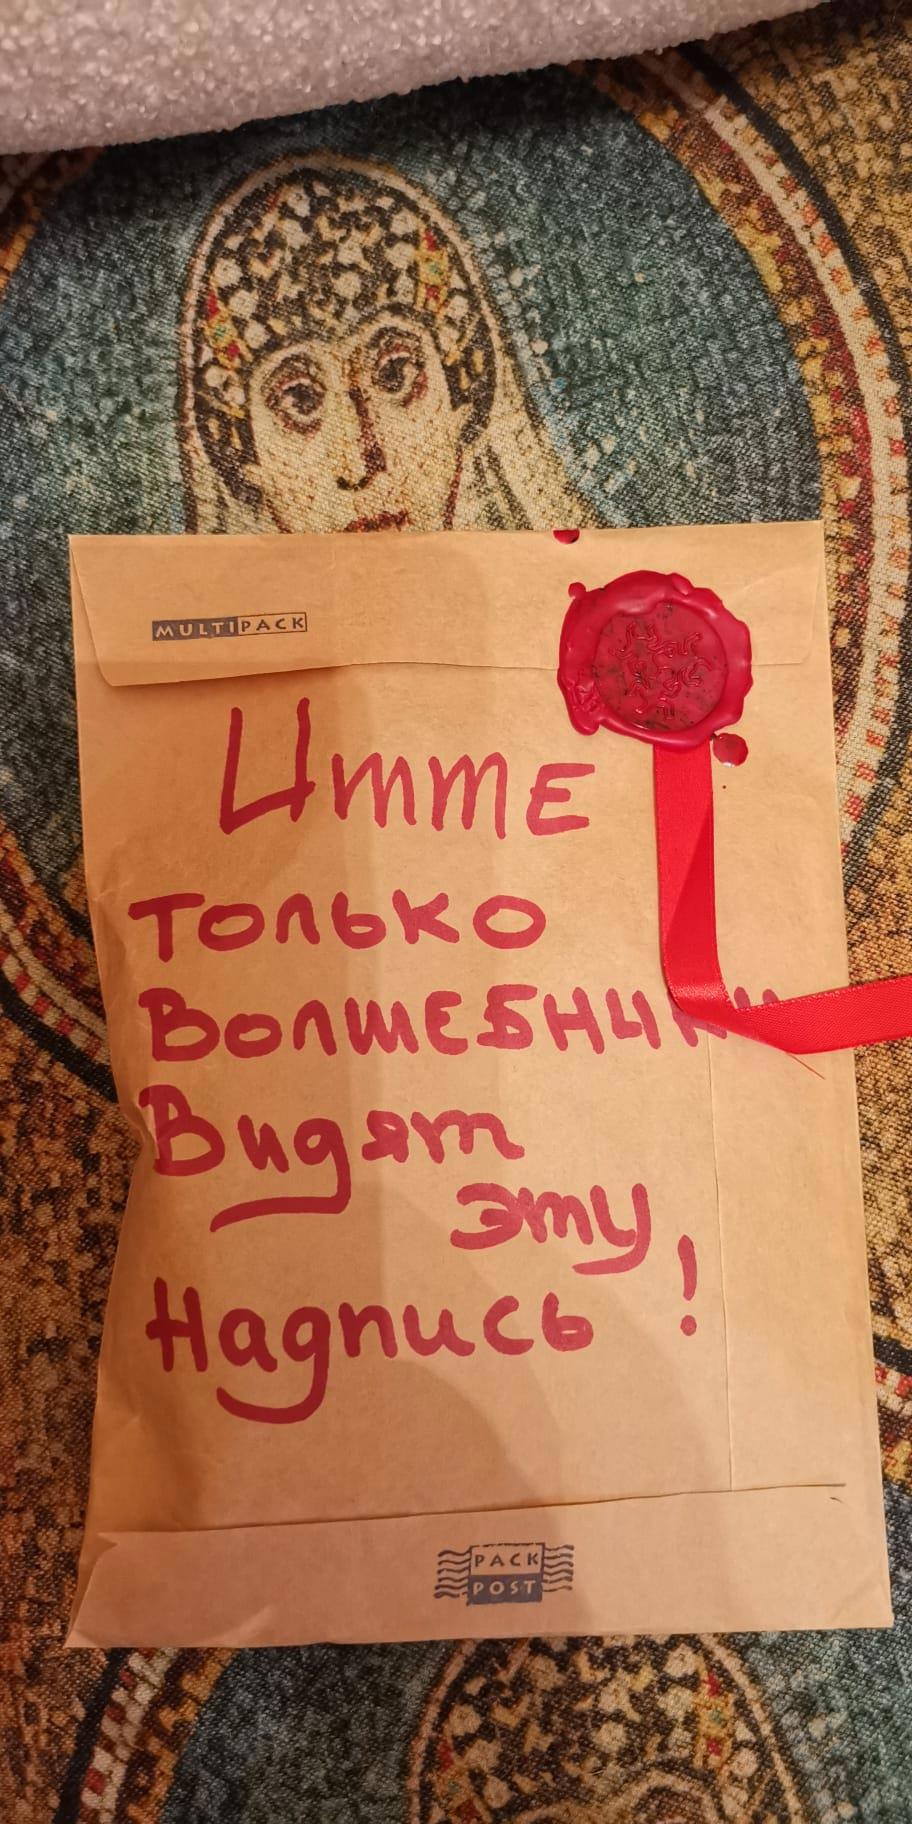 MULTIPACK
Итте
только
Волшебники
Видят
эту
Надпись!
PACK
POST